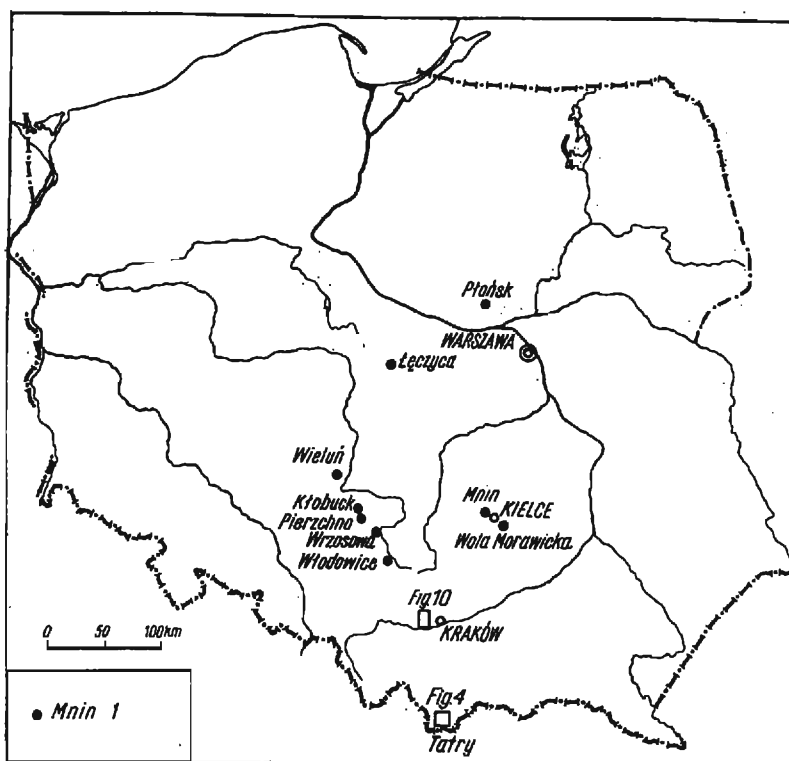 Płońsk
WARSZAWA
Łęczyca
Wieluń
Kłobuck
Pierzchno
Wrzosowa
Włodowice
Mnin
KIELCE
Wola Morawicka
Fig 10
KRAKÓW
0 50 100km
Fig 4
Tatry
Mnin 1